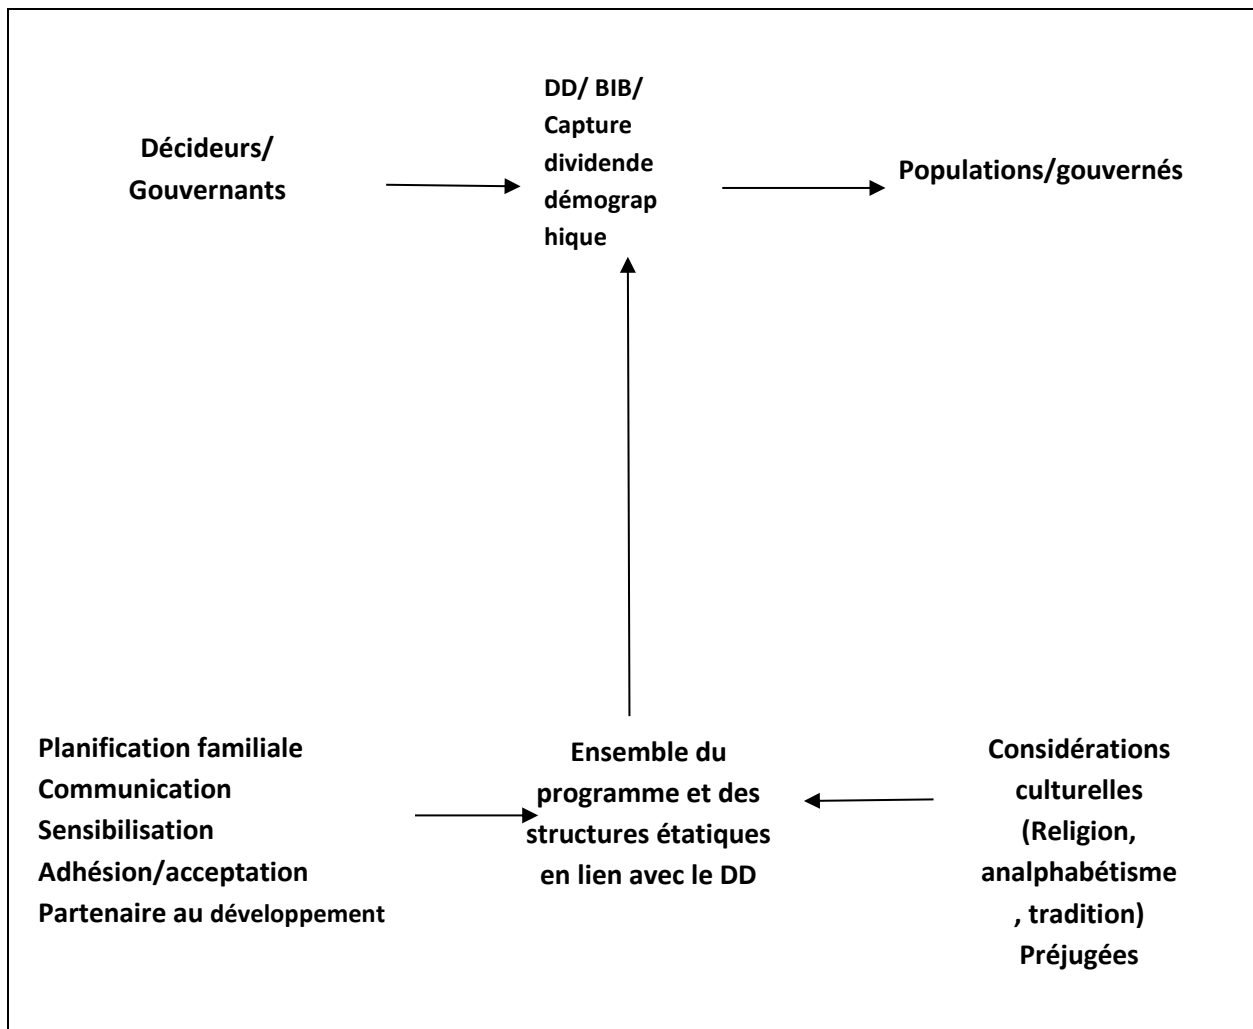 Décideurs/
Gouvernants
DD/ BIB/
Capture
dividende
démograp
hique
Populations/gouvernés
Planification familiale
Communication
Sensibilisation
Adhésion/acceptation
Partenaire au développement
Ensemble du
programme et des
structures étatiques
en lien avec le DD
Considérations
culturelles
(Religion,
analphabétisme
, tradition)
Préjugées